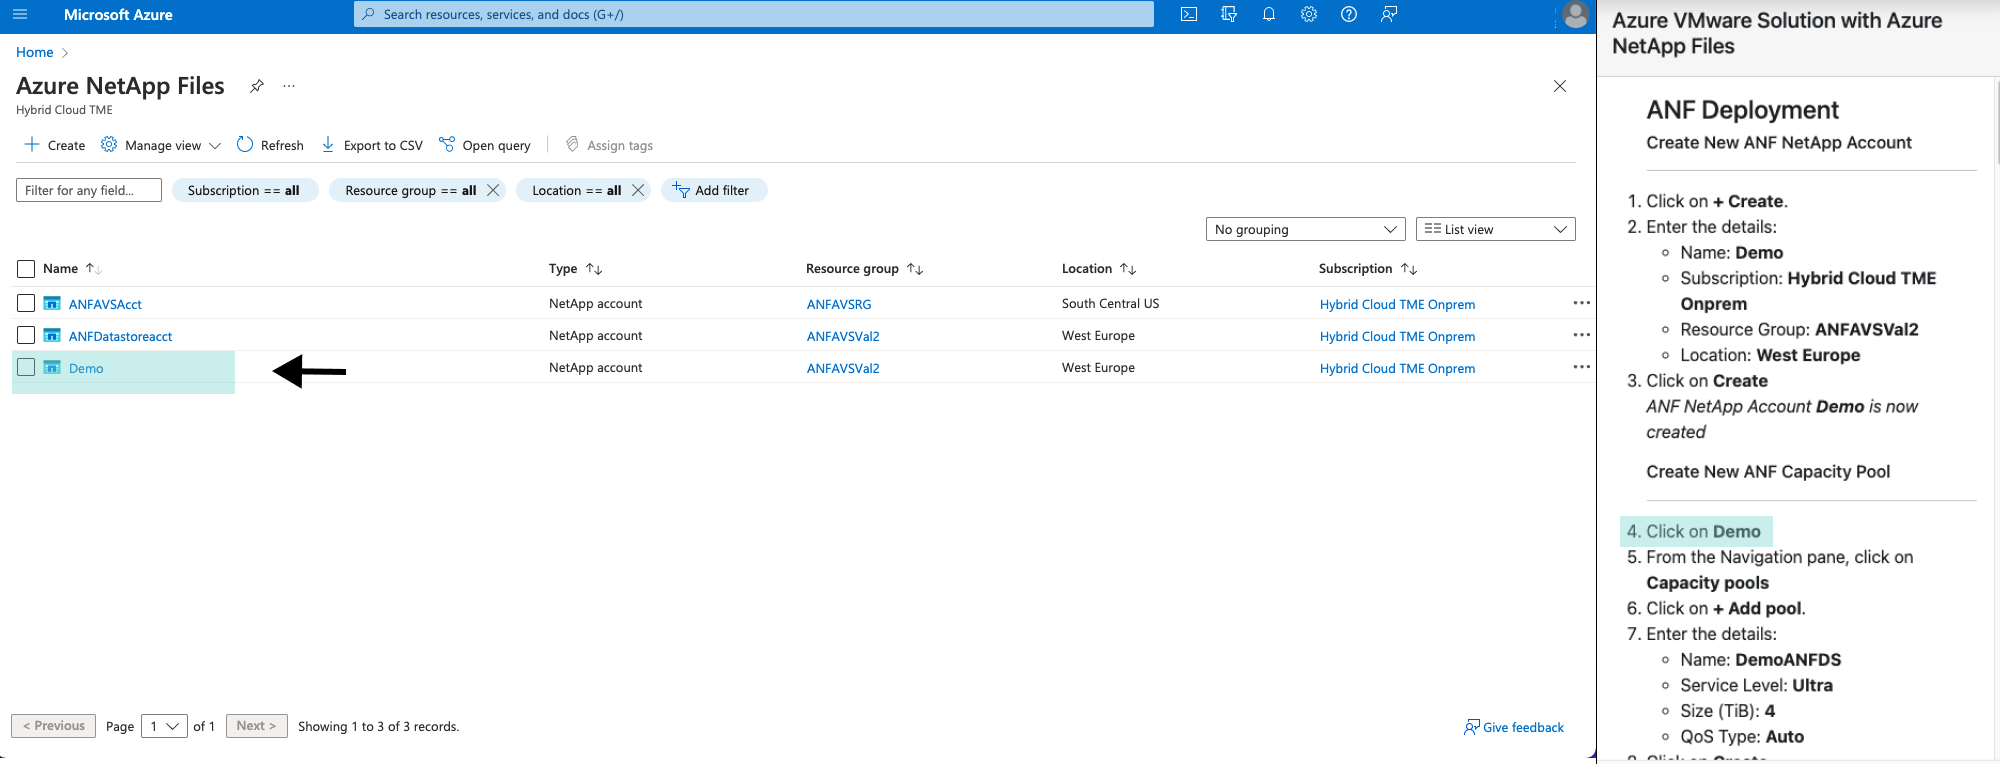 Microsoft Azure
Search resources, services, and docs (G+/)
Home >
Azure NetApp Files
Hybrid Cloud TME
Create Manage view Refresh Export to CSV Open query Assign tags
Filter for any field... Subscription == all Resource group == all Location == all Add filter
No grouping List view
Name Type Resource group Location Subscription
ANFAVSAcct NetApp account ANFAVSRG South Central US Hybrid Cloud TME Onprem
ANFDatastoreacct NetApp account ANFAVSVal2 West Europe Hybrid Cloud TME Onprem
Demo NetApp account ANFAVSVal2 West Europe Hybrid Cloud TME Onprem
< Previous Page 1 of 1 Next > Showing 1 to 3 of 3 records. Give feedback
Azure VMware Solution with Azure
NetApp Files
ANF Deployment
Create New ANF NetApp Account
1. Click on + Create.
2. Enter the details:
Name: Demo
Subscription: Hybrid Cloud TME
Onprem
Resource Group: ANFAVSVal2
Location: West Europe
3. Click on Create
ANF NetApp Account Demo is now
created
Create New ANF Capacity Pool
4. Click on Demo
5. From the Navigation pane, click on
Capacity pools
6. Click on + Add pool.
7. Enter the details:
Name: DemoANFDS
Service Level: Ultra
Size (TiB): 4
QoS Type: Auto